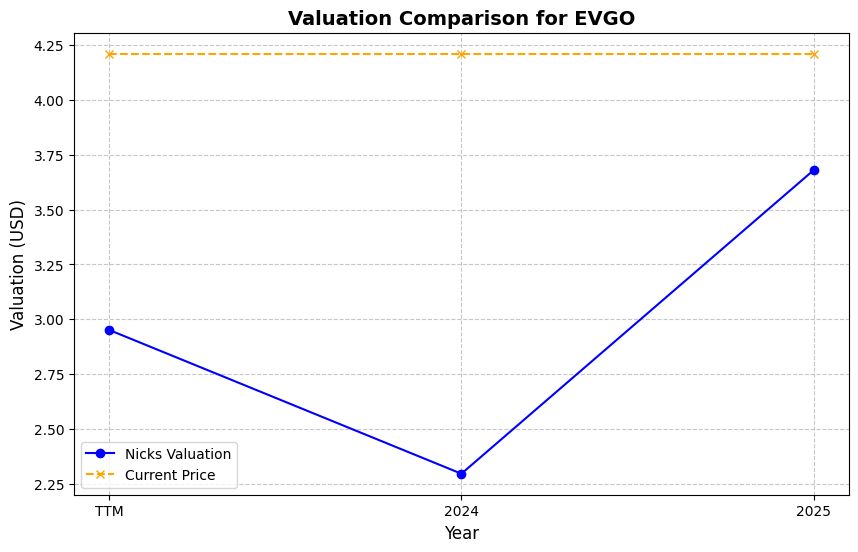 Valuation Comparison for EVGO
4.25
4.00
3.75
3.50
3.25
3.00
2.75
2.50
2.25
Valuation (USD)
Nicks Valuation
Current Price
TTM
2024
2025
Year